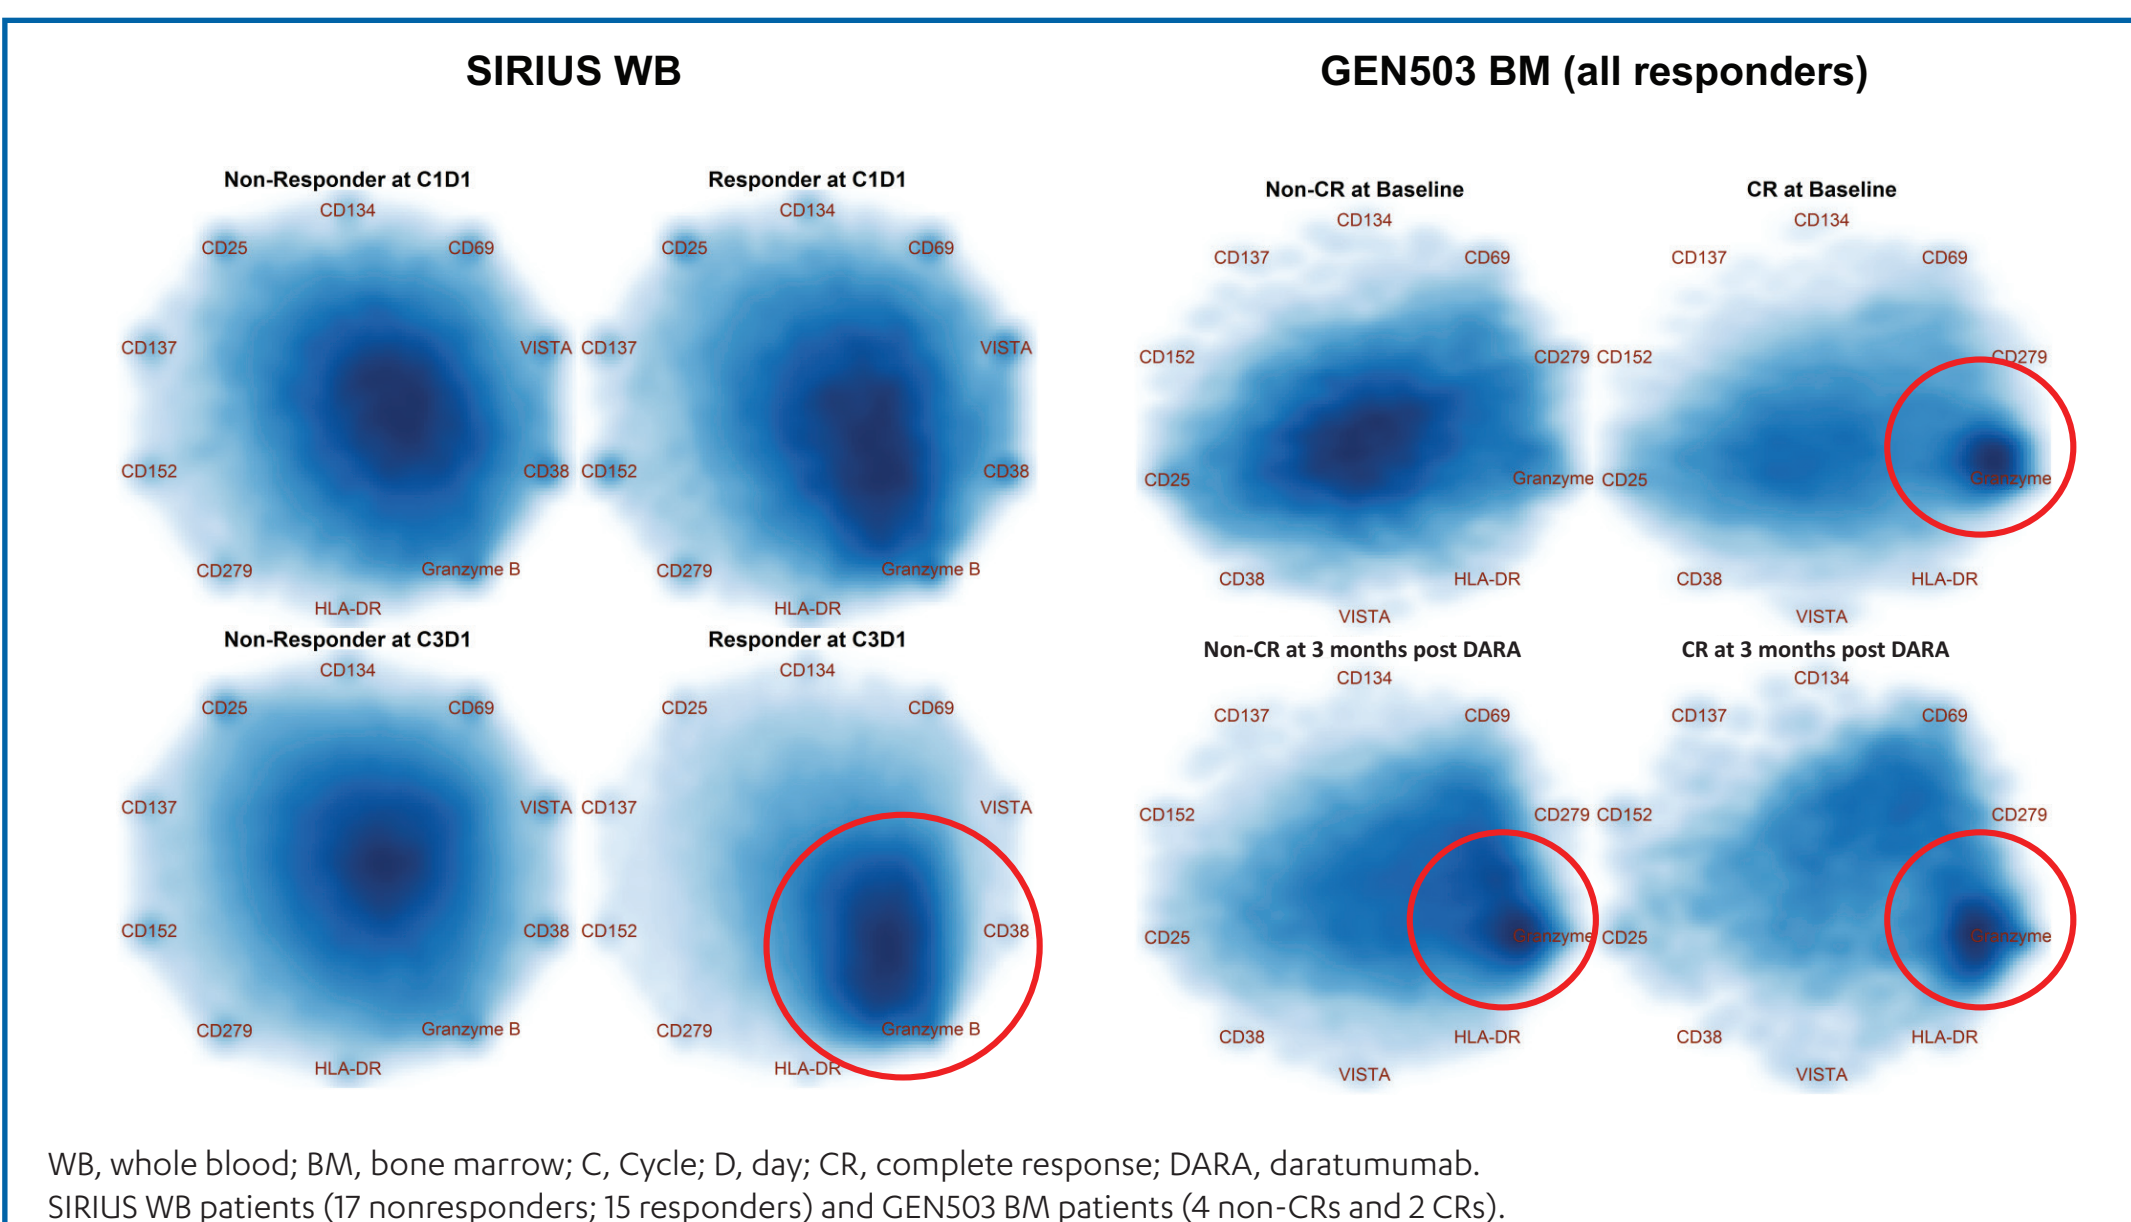 SIRIUS WB
GEN503 BM (all responders)
Non-Responder at C1D1
CD134
CD25
CD69
CD137
VISTA
CD152
CD38
CD279
Granzyme B
HLA-DR
Responder at C1D1
CD134
CD25
CD69
CD137
VISTA
CD152
CD38
CD279
Granzyme B
HLA-DR
Non-CR at Baseline
CD134
CD137
CD69
CD152
CD279
CD25
Granzyme
CD38
HLA-DR
VISTA
CR at Baseline
CD134
CD137
CD69
CD152
CD279
CD25
Granzyme
CD38
HLA-DR
VISTA
Non-Responder at C3D1
CD134
CD25
CD69
CD137
VISTA
CD152
CD38
CD279
Granzyme B
HLA-DR
Responder at C3D1
CD134
CD25
CD69
CD137
VISTA
CD152
CD38
CD279
Granzyme B
HLA-DR
Non-CR at 3 months post DARA
CD134
CD137
CD69
CD152
CD279
CD25
Granzyme
CD38
HLA-DR
VISTA
CR at 3 months post DARA
CD134
CD137
CD69
CD152
CD279
CD25
Granzyme
CD38
HLA-DR
VISTA
WB, whole blood; BM, bone marrow; C, Cycle; D, day; CR, complete response; DARA, daratumumab.
SIRIUS WB patients (17 nonresponders; 15 responders) and GEN503 BM patients (4 non-CRs and 2 CRs).